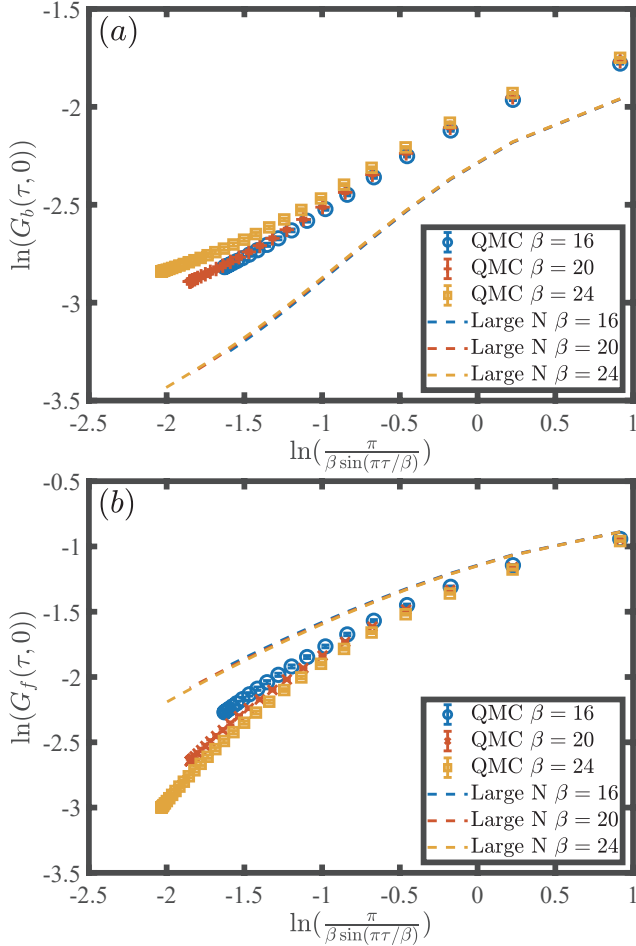 (a)
ln(G_b(τ, 0))
-1.5
-2
-2.5
-3
-3.5
QMC β = 16
QMC β = 20
QMC β = 24
Large N β = 16
Large N β = 20
Large N β = 24
-2.5 -2 -1.5 -1 -0.5 0 0.5 1
ln(π/(β sin(πτ/β)))
(b)
ln(G_f(τ, 0))
-0.5
-1
-1.5
-2
-2.5
-3
-3.5
QMC β = 16
QMC β = 20
QMC β = 24
Large N β = 16
Large N β = 20
Large N β = 24
-2.5 -2 -1.5 -1 -0.5 0 0.5 1
ln(π/(β sin(πτ/β)))